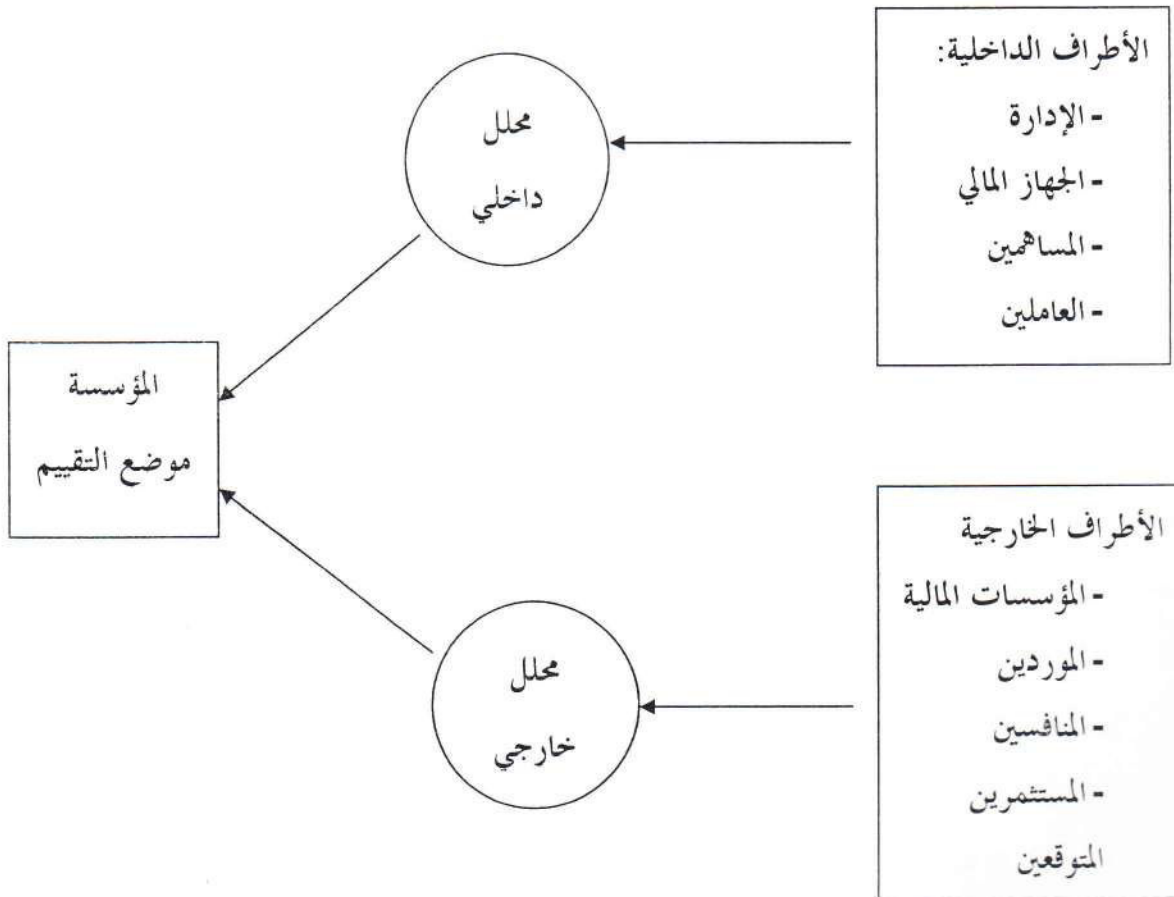 الأطراف الداخلية:
- الإدارة
- الجهاز المالي
- المساهمين
- العاملين
محلل
داخلي
المؤسسة
موضع التقييم
الأطراف الخارجية
- المؤسسات المالية
- الموردين
- المنافسين
- المستثمرين
المتوقعين
محلل
خارجي